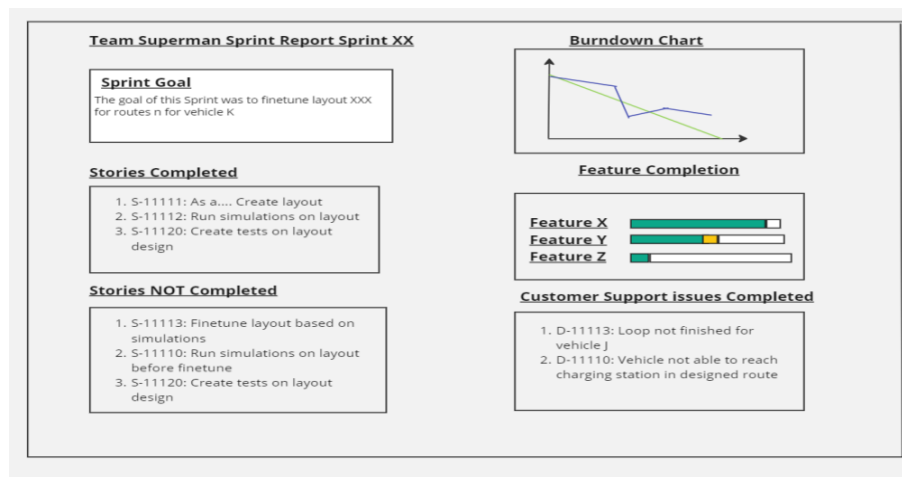 Team Superman Sprint Report Sprint XX
Sprint Goal
The goal of this Sprint was to finetune layout XXX
for routes n for vehicle K
Stories Completed
1. S-11111: As a.... Create layout
2. S-11112: Run simulations on layout
3. S-11120: Create tests on layout
design
Stories NOT Completed
1. S-11113: Finetune layout based on
simulations
2. S-11110: Run simulations on layout
before finetune
3. S-11120: Create tests on layout
design
Burndown Chart
Feature Completion
Feature X
Feature Y
Feature Z
Customer Support issues Completed
1. D-11113: Loop not finished for
vehicle J
2. D-11110: Vehicle not able to reach
charging station in designed route